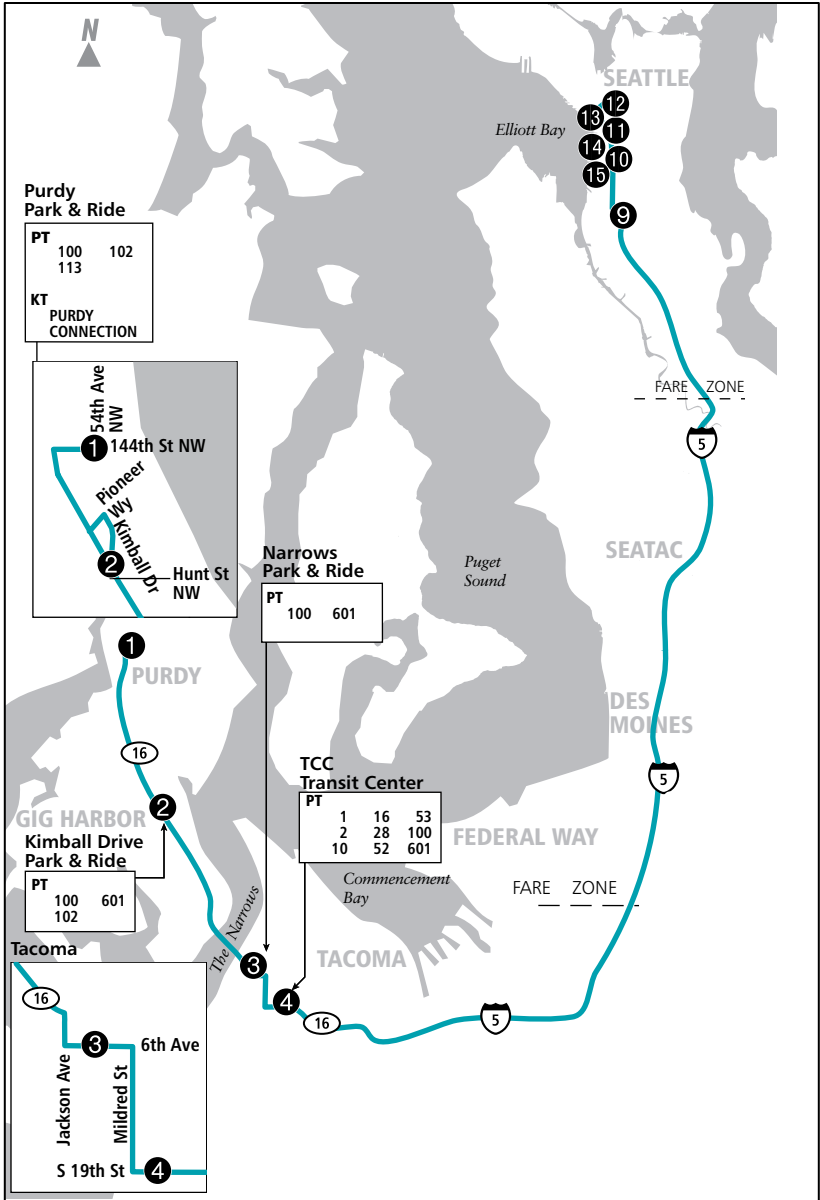 N
SEATTLE
12
13
Elliott Bay
11
14
10
15
9
Purdy
Park & Ride
PT
100 102
113
KT
PURDY
CONNECTION
54th Ave
NW
1
144th St NW
Pioneer
Wy
Kimball Dr
2
Hunt St
NW
FARE ZONE
5
SEATAC
Puget
Sound
Narrows
Park & Ride
PT
100 601
1
PURDY
16
DES
MOINES
5
2
GIG HARBOR
Kimball Drive
Park & Ride
PT
100 601
102
TCC
Transit Center
PT
1 16 53
2 28 100
10 52 601
FEDERAL WAY
Commencement
Bay
FARE ZONE
The Narrows
TACOMA
3
4
16
5
Tacoma
16
3
6th Ave
Jackson Ave
Mildred St
S 19th St
4